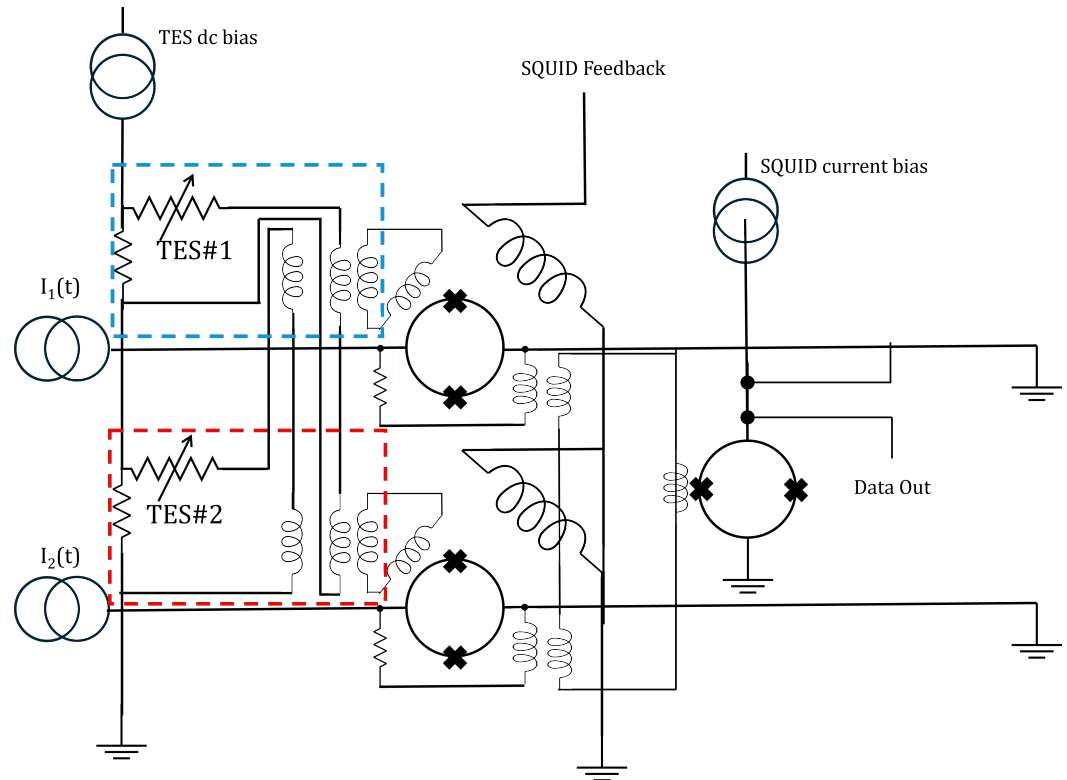 TES dc bias
SQUID Feedback
SQUID current bias
TES#1
I₁(t)
TES#2
Data Out
I₂(t)